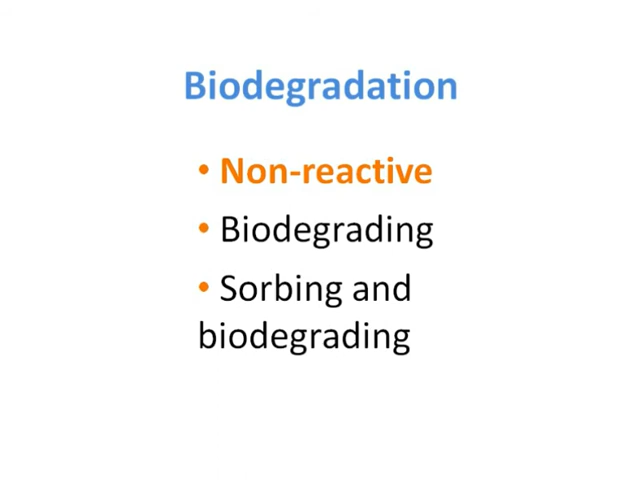 Biodegradation
• Non-reactive
• Biodegrading
• Sorbing and
biodegrading